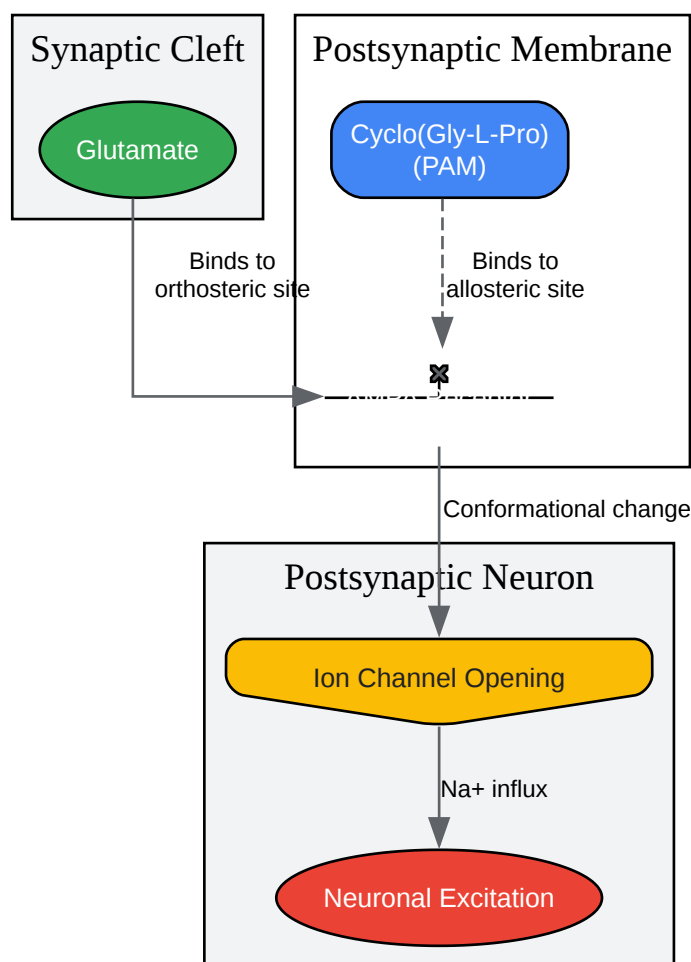 Synaptic Cleft
Postsynaptic Membrane
Glutamate
Cyclo(Gly-L-Pro)
(PAM)
Binds to
orthosteric site
Binds to
allosteric site
Conformational change
Postsynaptic Neuron
Ion Channel Opening
Na+ influx
Neuronal Excitation